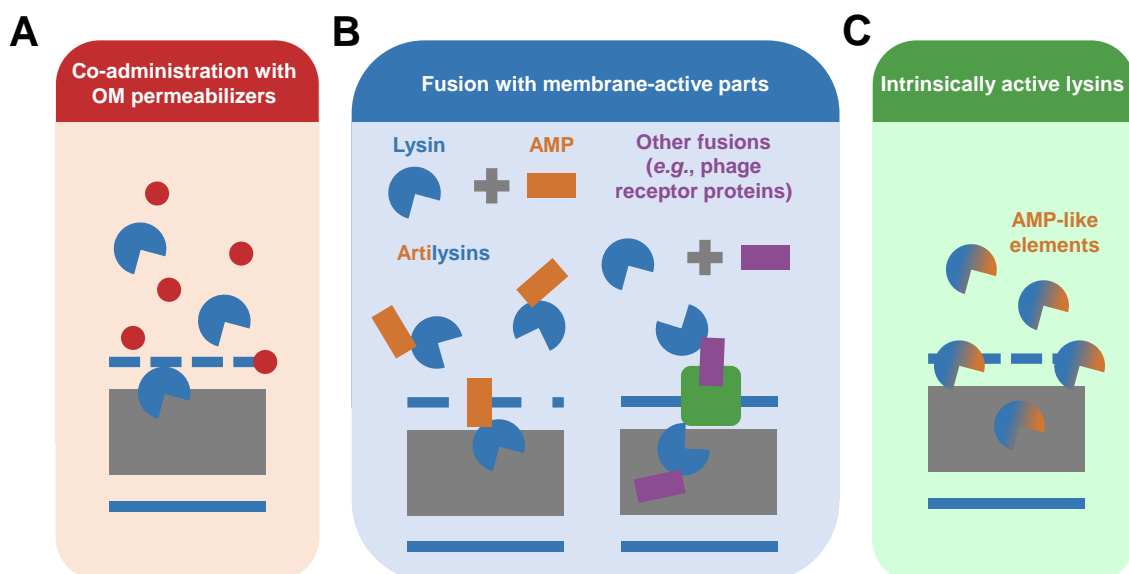 A
Co-administration with
OM permeabilizers
B
Fusion with membrane-active parts
Lysin
AMP
Other fusions
(e.g., phage
receptor proteins)
Artilysins
C
Intrinsically active lysins
AMP-like
elements